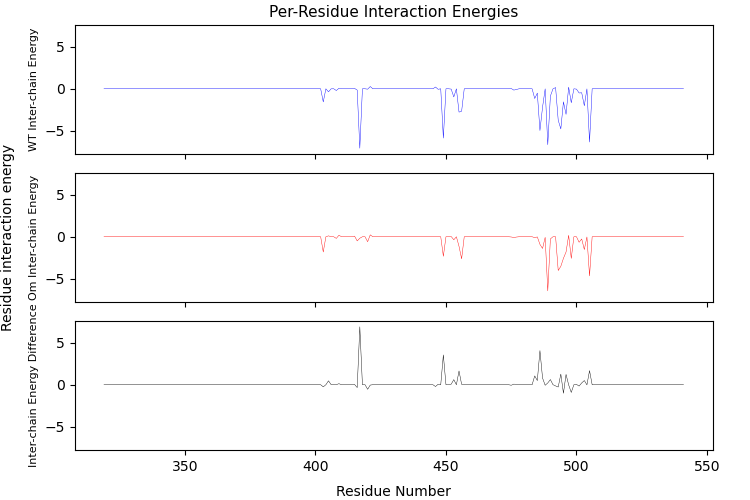 Per-Residue Interaction Energies
Residue interaction energy
WT Inter-chain Energy
5
0
−5
Om Inter-chain Energy
5
0
−5
Inter-chain Energy Difference
5
0
−5
350
400
450
500
550
Residue Number